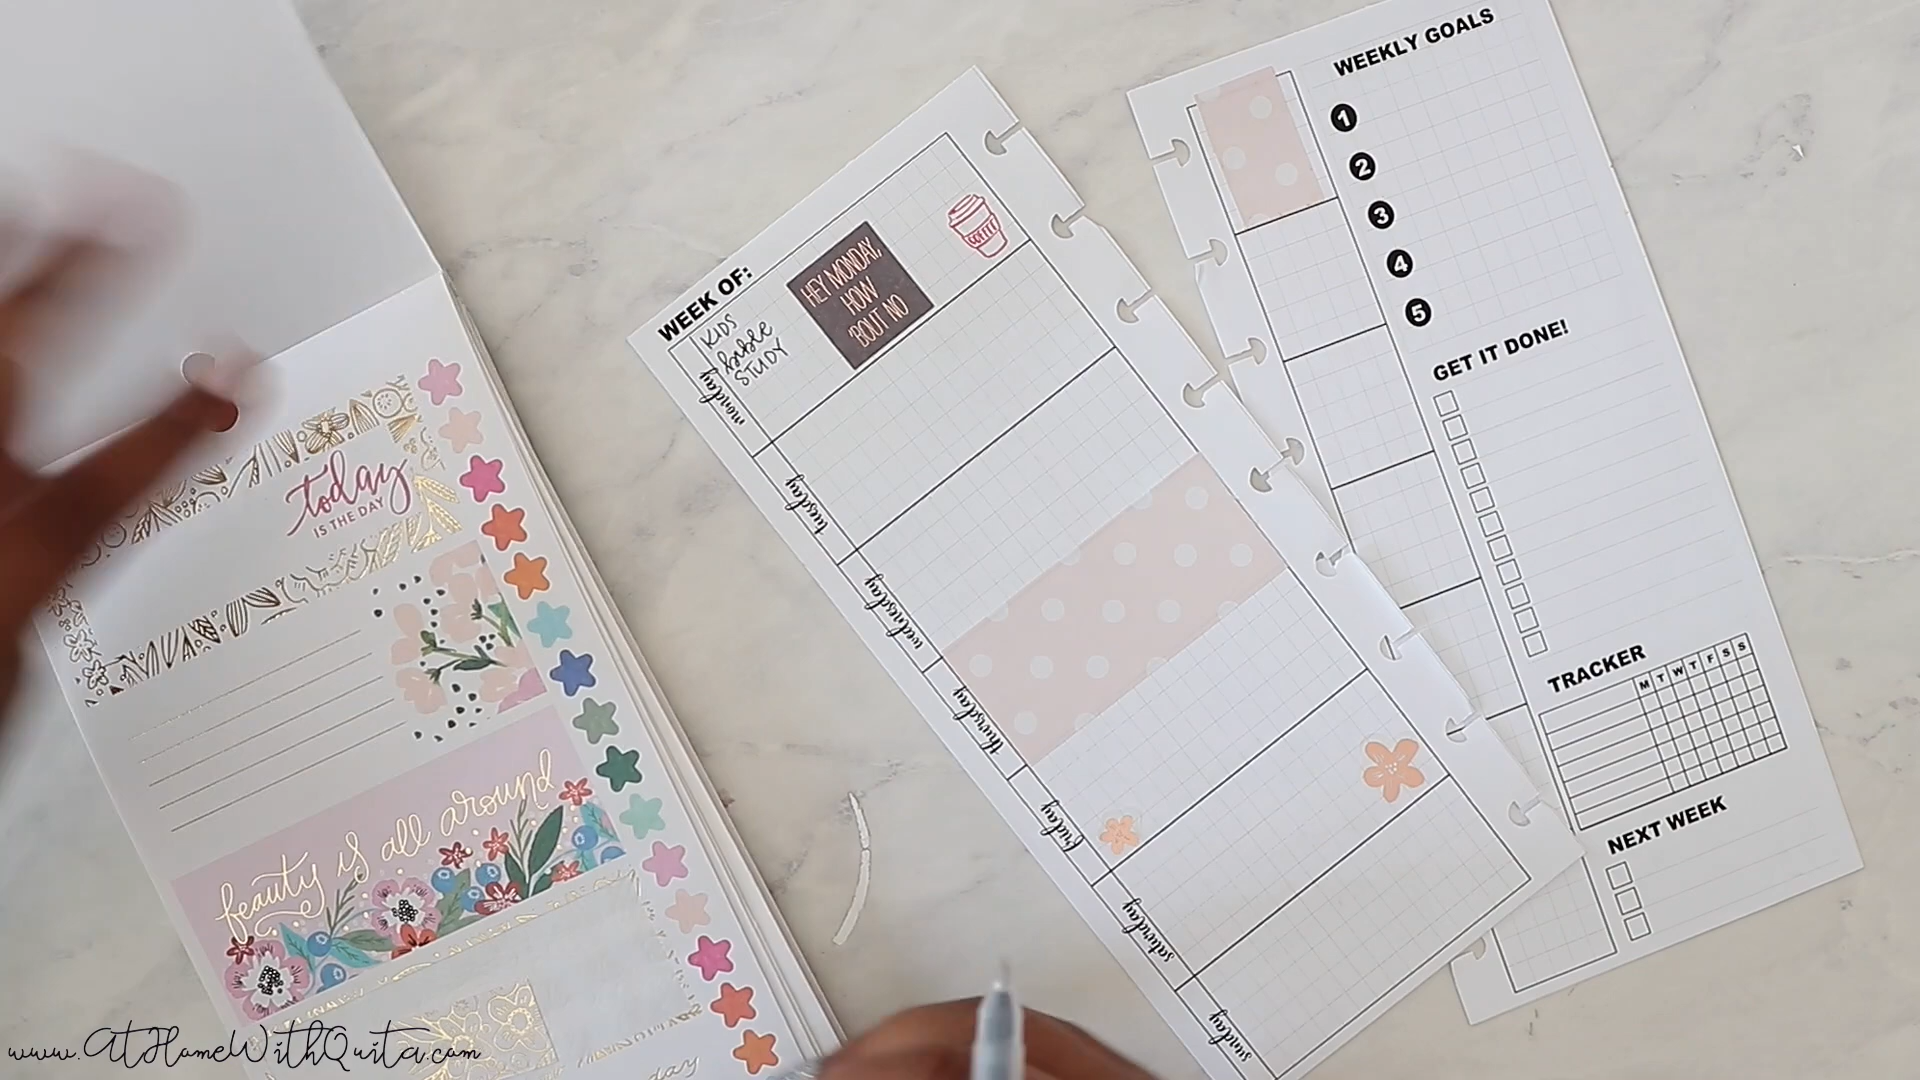 today
IS THE DAY
beauty is all around
day
www.AtHomeWithQuita.com
WEEK OF:
KIDS
bible
STUDY
HEY MONDAY,
HOW
'BOUT NO
COFFEE
monday
tuesday
wednesday
thursday
friday
saturday
sunday
WEEKLY GOALS
1
2
3
4
5
GET IT DONE!
TRACKER
M T W T F S S
NEXT WEEK